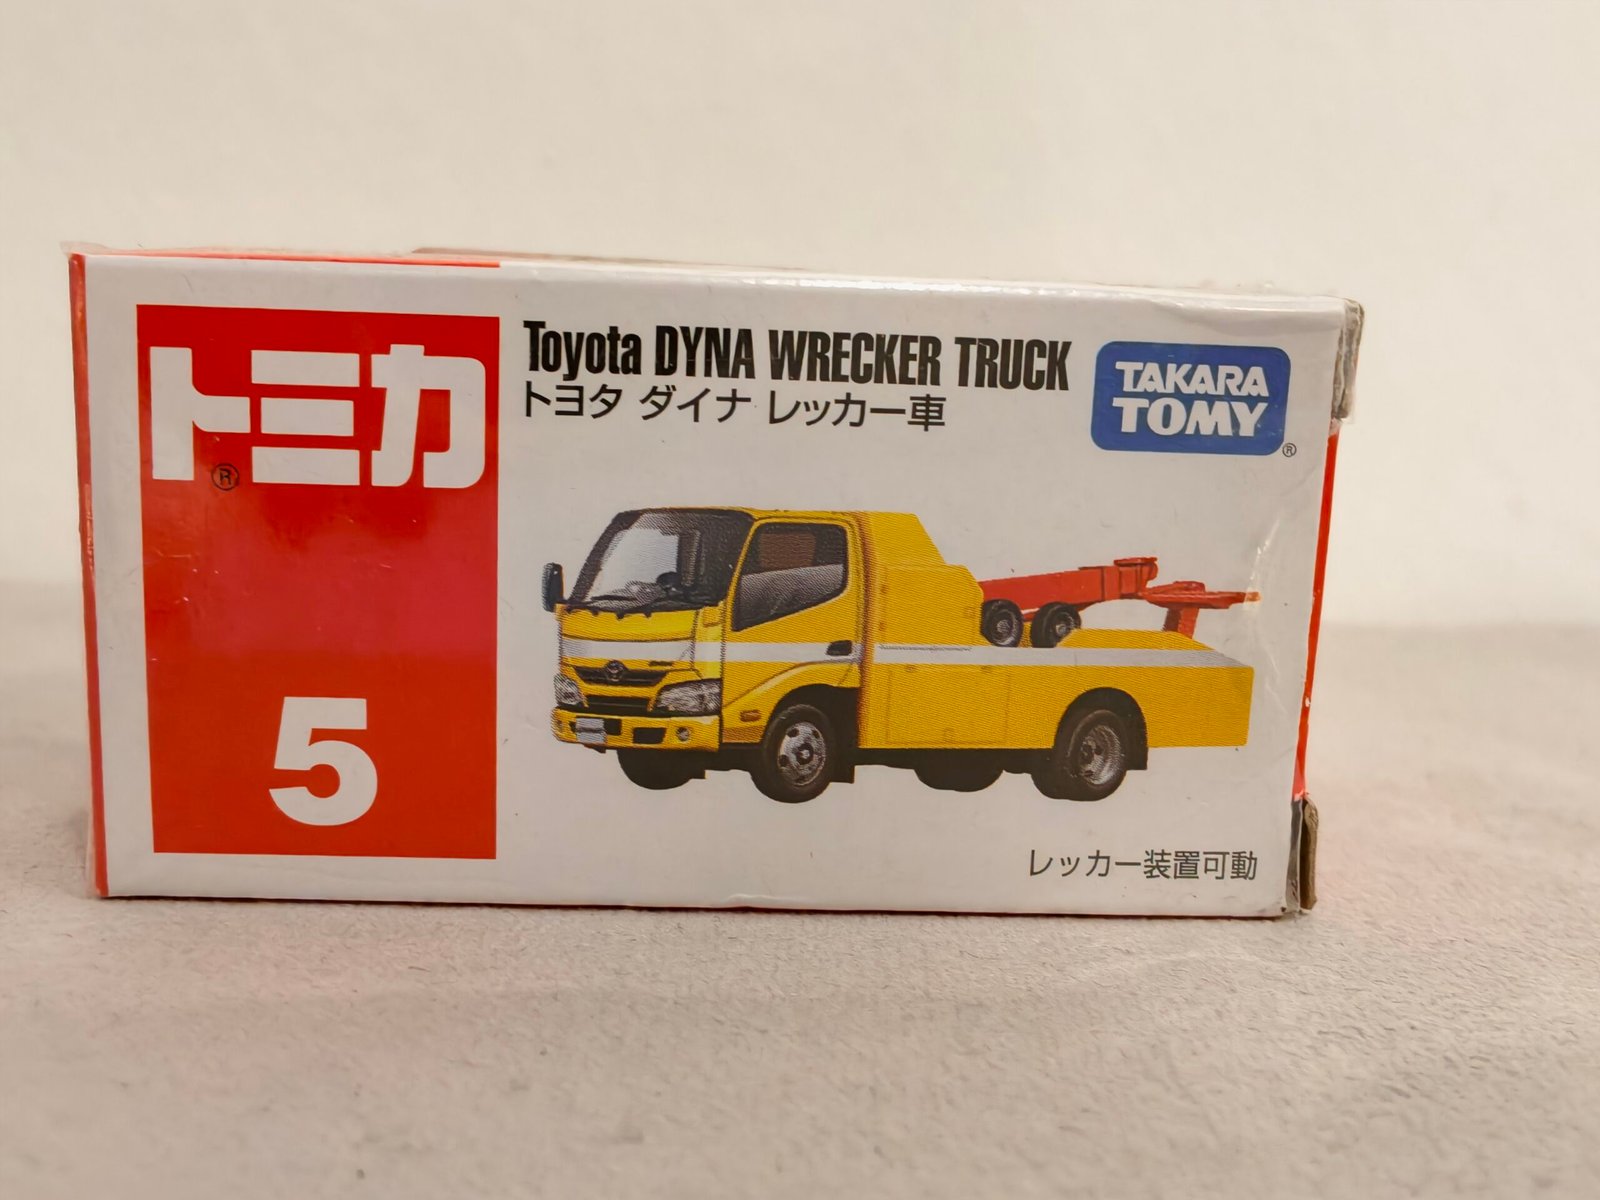 トミカ
®
5
Toyota DYNA WRECKER TRUCK
トヨタ ダイナ レッカー車
TAKARA
TOMY
®
レッカー装置可動